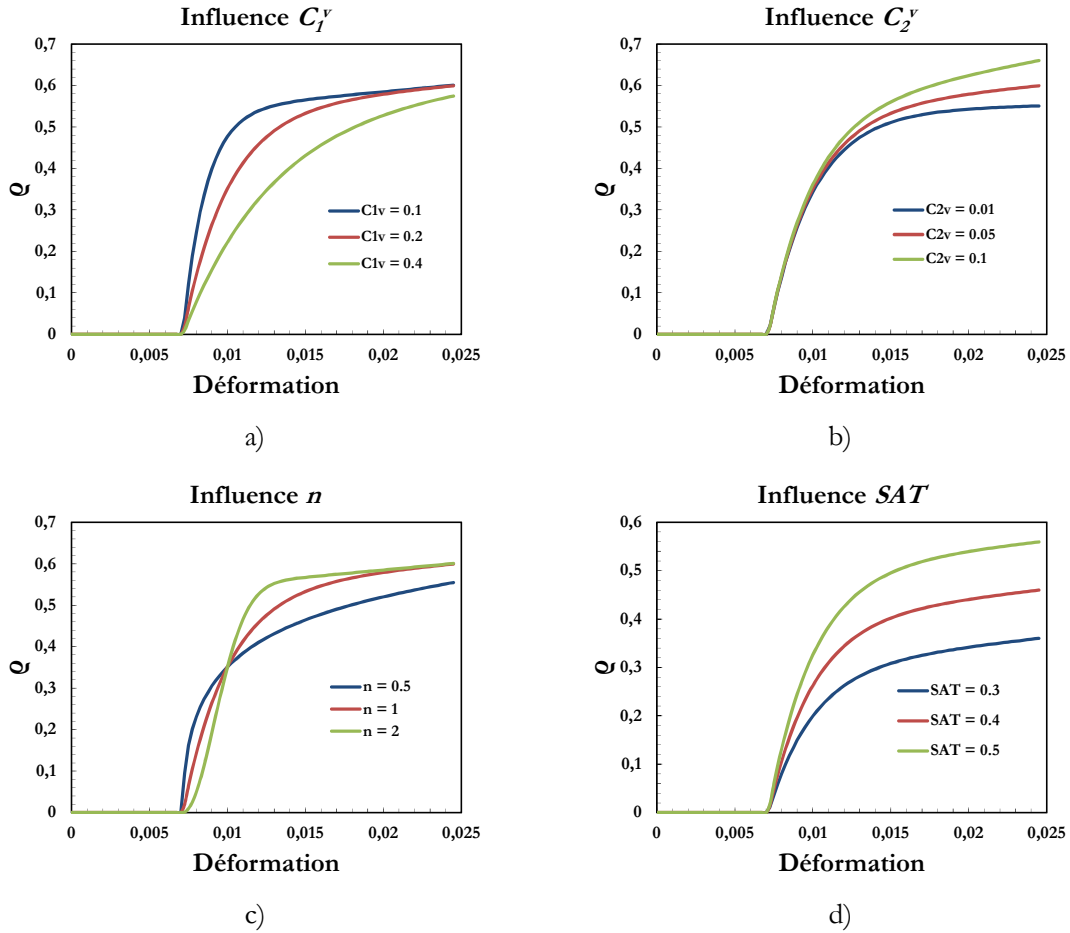 Influence C₁ᵛ
0,7
0,6
0,5
0,4
0,3
0,2
0,1
0
Q
C1v = 0.1
C1v = 0.2
C1v = 0.4
0 0,005 0,01 0,015 0,02 0,025
Déformation
a)
Influence C₂ᵛ
0,7
0,6
0,5
0,4
0,3
0,2
0,1
0
Q
C2v = 0.01
C2v = 0.05
C2v = 0.1
0 0,005 0,01 0,015 0,02 0,025
Déformation
b)
Influence n
0,7
0,6
0,5
0,4
0,3
0,2
0,1
0
Q
n = 0.5
n = 1
n = 2
0 0,005 0,01 0,015 0,02 0,025
Déformation
c)
Influence SAT
0,6
0,5
0,4
0,3
0,2
0,1
0
Q
SAT = 0.3
SAT = 0.4
SAT = 0.5
0 0,005 0,01 0,015 0,02 0,025
Déformation
d)